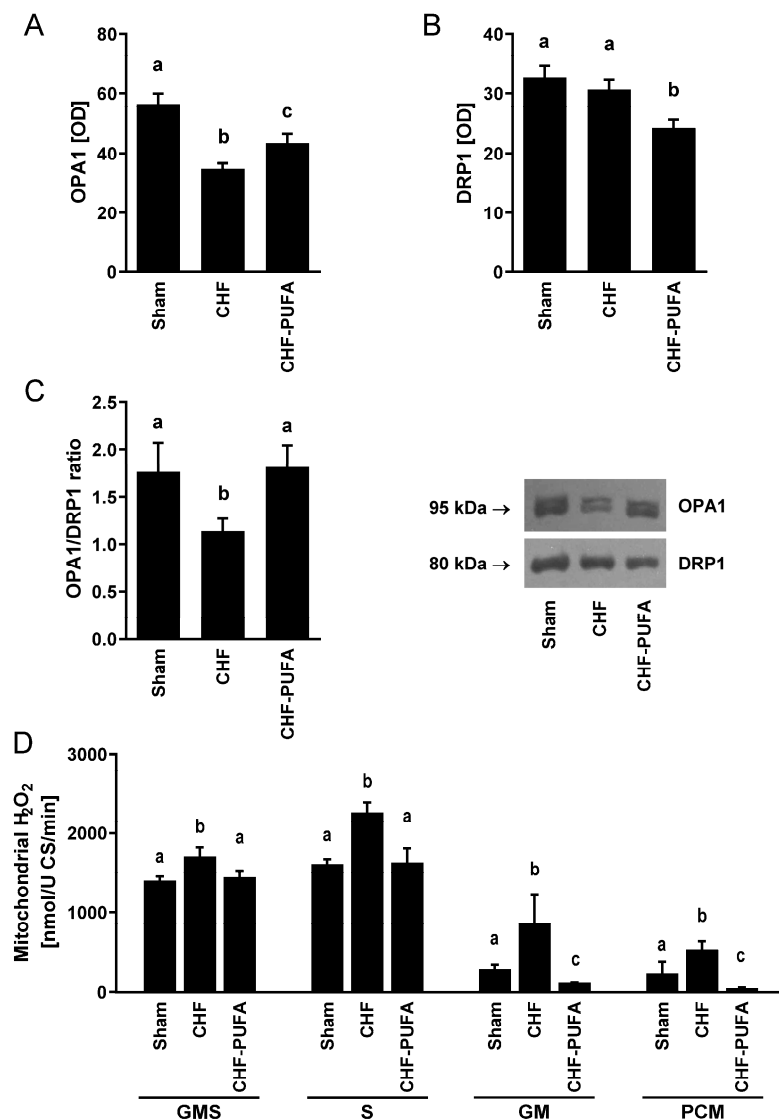 A
80
60
40
20
0
OPA1 [OD]
a
b
c
Sham
CHF
CHF-PUFA
B
40
30
20
10
0
DRP1 [OD]
a
a
b
Sham
CHF
CHF-PUFA
C
2.5
2.0
1.5
1.0
0.5
0.0
OPA1/DRP1 ratio
a
b
a
Sham
CHF
CHF-PUFA
95 kDa → OPA1
80 kDa → DRP1
Sham
CHF
CHF-PUFA
D
3000
2000
1000
0
Mitochondrial H₂O₂
[nmol/U CS/min]
a
b
a
a
b
a
a
b
c
a
b
c
Sham
CHF
CHF-PUFA
Sham
CHF
CHF-PUFA
Sham
CHF
CHF-PUFA
Sham
CHF
CHF-PUFA
GMS
S
GM
PCM